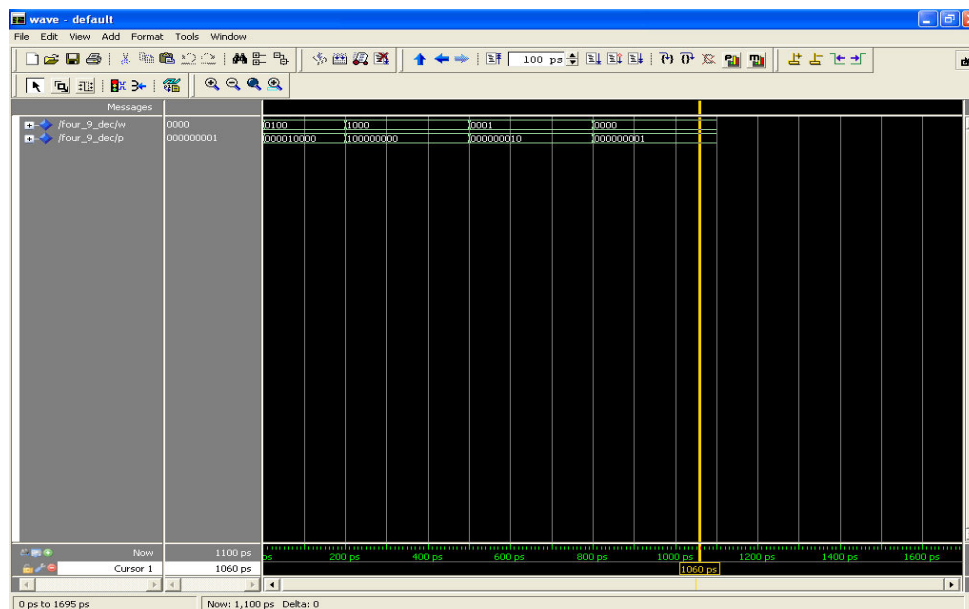 wave - default
File Edit View Add Format Tools Window
100 ps
Messages
/four_9_dec/w 0000 0100 1000 0001 0000
/four_9_dec/p 000000001 000010000 100000000 000000010 000000001
Now 1100 ps ps 200 ps 400 ps 600 ps 800 ps 1000 ps 1200 ps 1400 ps 1600 ps
Cursor 1 1060 ps 1060 ps
0 ps to 1695 ps Now: 1,100 ps Delta: 0